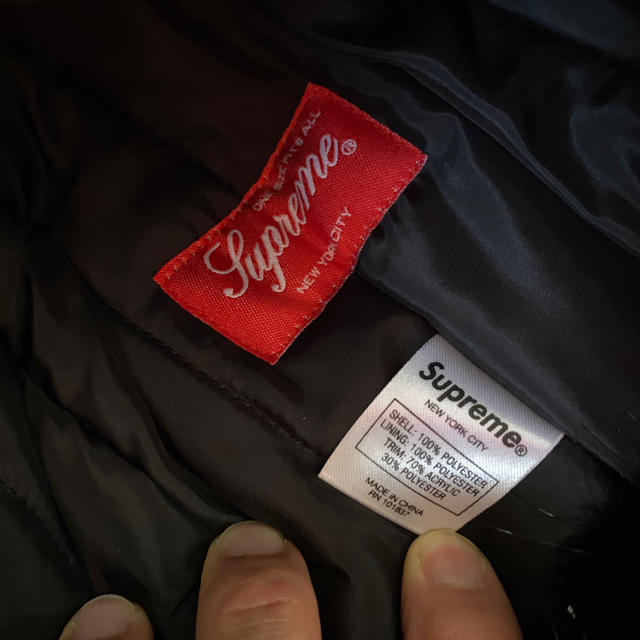 ONE SIZE FITS ALL
Supreme®
NEW YORK CITY
Supreme®
NEW YORK CITY
SHELL: 100% POLYESTER
LINING: 100% POLYESTER
TRIM: 70% ACRYLIC
30% POLYESTER
MADE IN CHINA
RN 101837